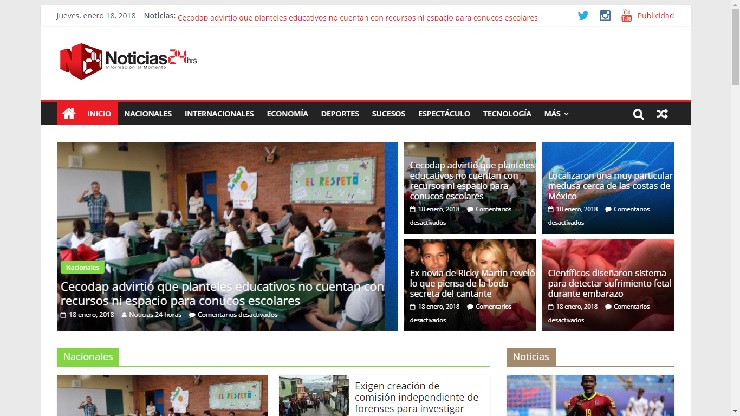 Jueves, enero 18, 2018 Noticias: Cecodap advirtió que planteles educativos no cuentan con recursos ni espacio para conucos escolares
You Tube Publicidad
N24 Noticias24hrs
Información al Momento
INICIO NACIONALES INTERNACIONALES ECONOMÍA DEPORTES SUCESOS ESPECTÁCULO TECNOLOGÍA MÁS
EL RESPETO
Nacionales
Cecodap advirtió que planteles educativos no cuentan con
recursos ni espacio para conucos escolares
18 enero, 2018 Noticias 24 horas Comentarios desactivados
Cecodap advirtió que planteles
educativos no cuentan con
recursos ni espacio para
conucos escolares
18 enero, 2018 Comentarios
desactivados
Localizaron una muy particular
medusa cerca de las costas de
México
18 enero, 2018 Comentarios
desactivados
Ex novia de Ricky Martin reveló
lo que piensa de la boda
secreta del cantante
18 enero, 2018 Comentarios
desactivados
Científicos diseñaron sistema
para detectar sufrimiento fetal
durante embarazo
18 enero, 2018 Comentarios
desactivados
Nacionales
EL RESPETO
Exigen creación de
comisión independiente de
forenses para investigar
Noticias
19